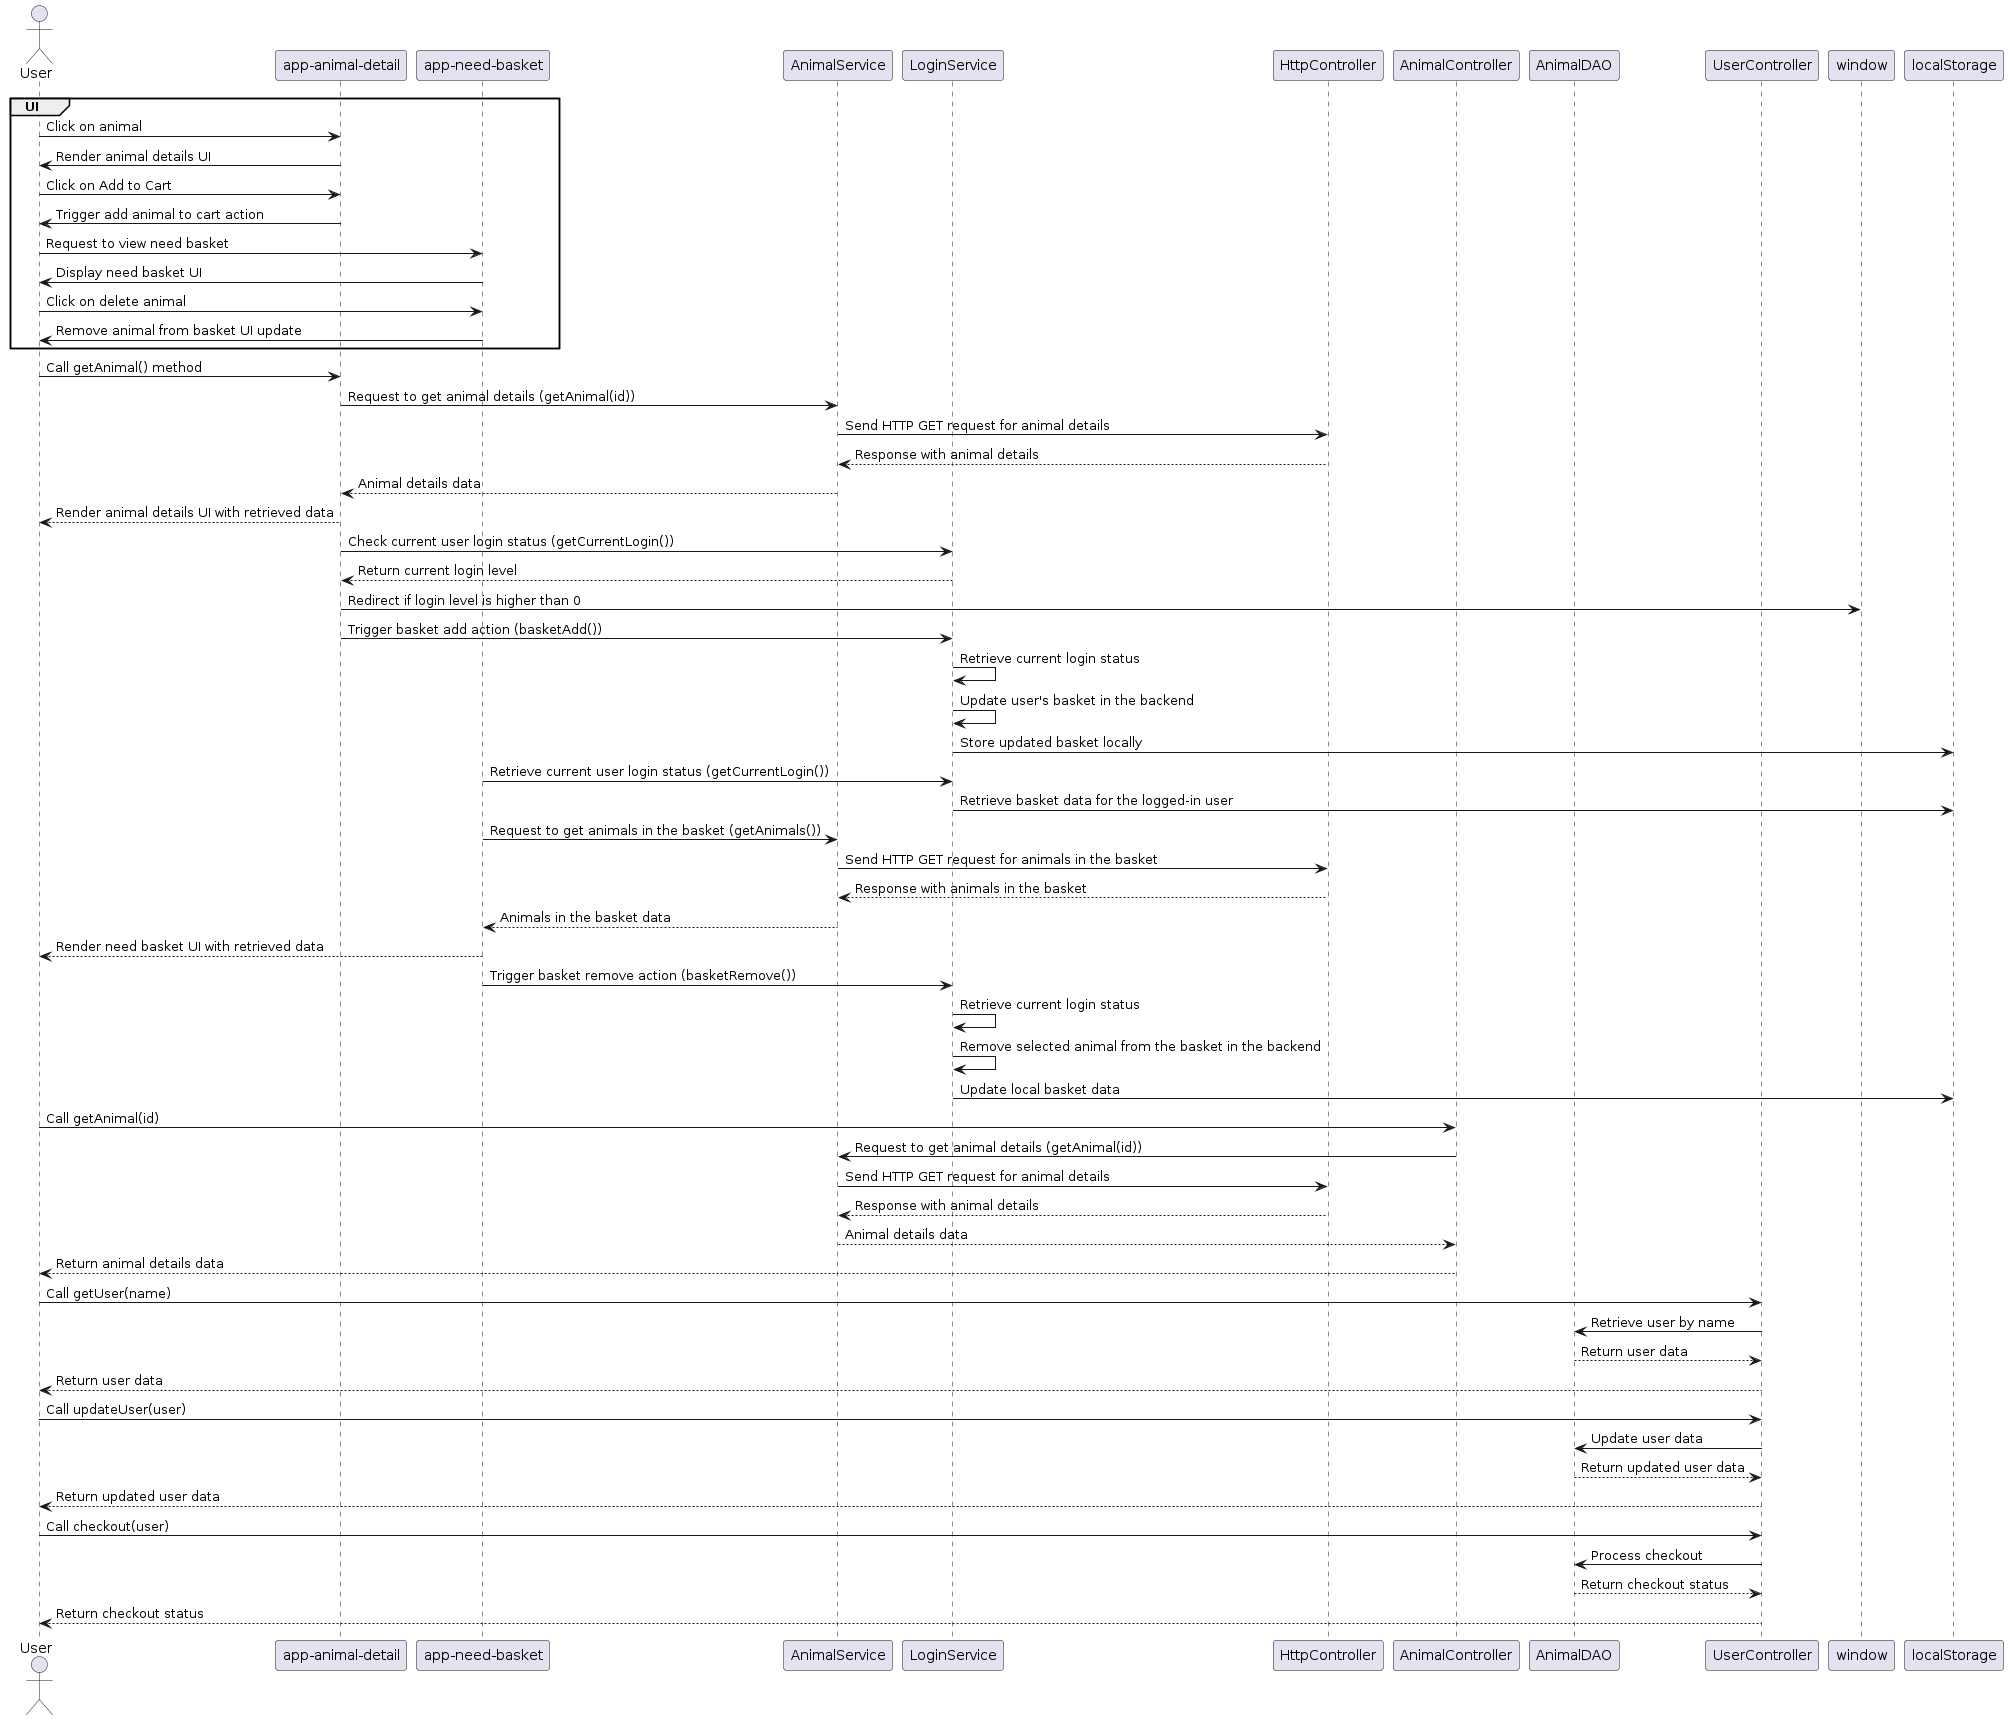 User
app-animal-detail
app-need-basket
AnimalService
LoginService
HttpController
AnimalController
AnimalDAO
UserController
window
localStorage
UI
Click on animal
Render animal details UI
Click on Add to Cart
Trigger add animal to cart action
Request to view need basket
Display need basket UI
Click on delete animal
Remove animal from basket UI update
Call getAnimal() method
Request to get animal details (getAnimal(id))
Send HTTP GET request for animal details
Response with animal details
Animal details data
Render animal details UI with retrieved data
Check current user login status (getCurrentLogin())
Return current login level
Redirect if login level is higher than 0
Trigger basket add action (basketAdd())
Retrieve current login status
Update user's basket in the backend
Store updated basket locally
Retrieve current user login status (getCurrentLogin())
Retrieve basket data for the logged-in user
Request to get animals in the basket (getAnimals())
Send HTTP GET request for animals in the basket
Response with animals in the basket
Animals in the basket data
Render need basket UI with retrieved data
Trigger basket remove action (basketRemove())
Retrieve current login status
Remove selected animal from the basket in the backend
Update local basket data
Call getAnimal(id)
Request to get animal details (getAnimal(id))
Send HTTP GET request for animal details
Response with animal details
Animal details data
Return animal details data
Call getUser(name)
Retrieve user by name
Return user data
Return user data
Call updateUser(user)
Update user data
Return updated user data
Return updated user data
Call checkout(user)
Process checkout
Return checkout status
Return checkout status
User
app-animal-detail
app-need-basket
AnimalService
LoginService
HttpController
AnimalController
AnimalDAO
UserController
window
localStorage